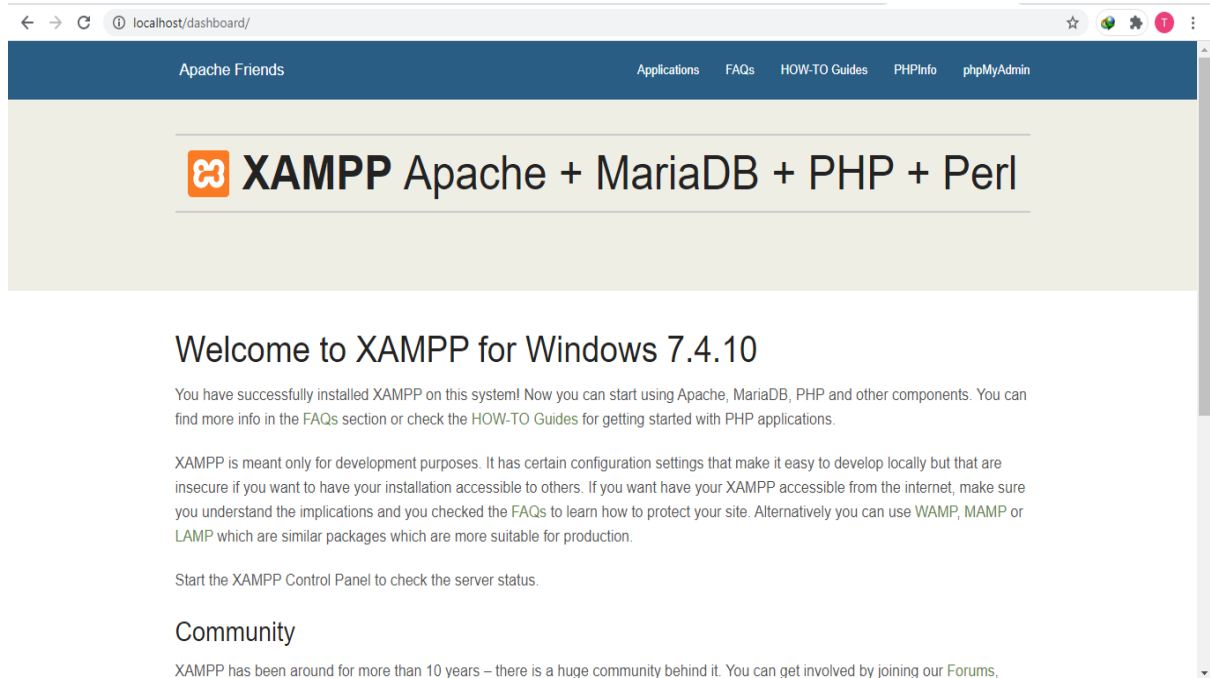 localhost/dashboard/
T
Apache Friends
Applications FAQs HOW-TO Guides PHPInfo phpMyAdmin
XAMPP Apache + MariaDB + PHP + Perl
Welcome to XAMPP for Windows 7.4.10
You have successfully installed XAMPP on this system! Now you can start using Apache, MariaDB, PHP and other components. You can
find more info in the FAQs section or check the HOW-TO Guides for getting started with PHP applications.
XAMPP is meant only for development purposes. It has certain configuration settings that make it easy to develop locally but that are
insecure if you want to have your installation accessible to others. If you want have your XAMPP accessible from the internet, make sure
you understand the implications and you checked the FAQs to learn how to protect your site. Alternatively you can use WAMP, MAMP or
LAMP which are similar packages which are more suitable for production.
Start the XAMPP Control Panel to check the server status.
Community
XAMPP has been around for more than 10 years – there is a huge community behind it. You can get involved by joining our Forums,